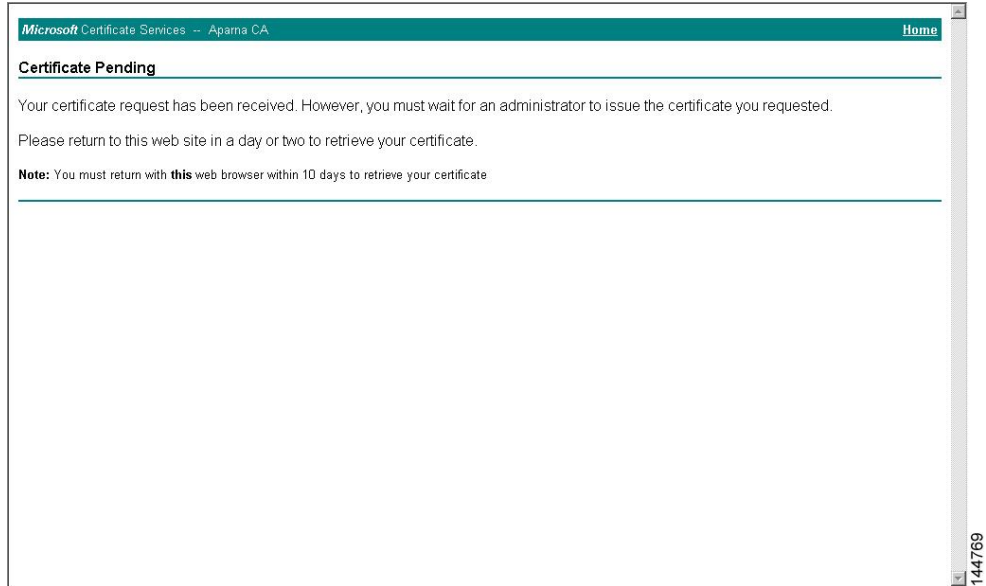 Microsoft Certificate Services -- Aparna CA Home
Certificate Pending
Your certificate request has been received. However, you must wait for an administrator to issue the certificate you requested.
Please return to this web site in a day or two to retrieve your certificate.
Note: You must return with this web browser within 10 days to retrieve your certificate
144769